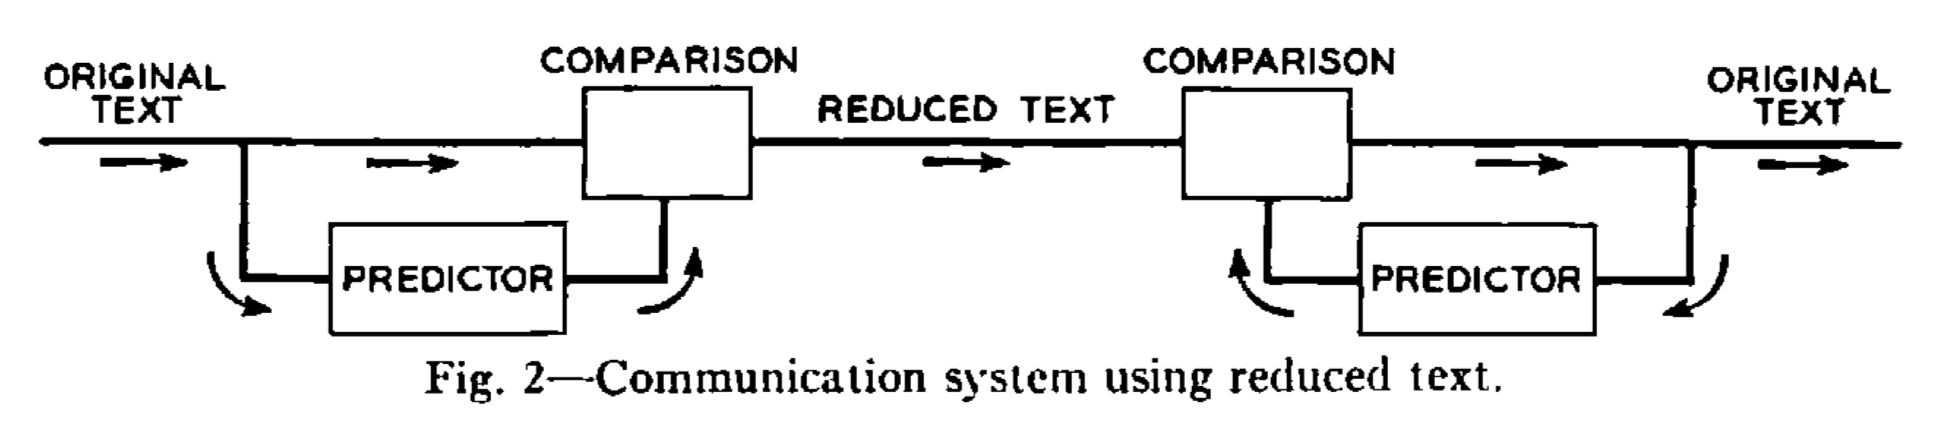 ORIGINAL
TEXT
COMPARISON
REDUCED TEXT
COMPARISON
ORIGINAL
TEXT
PREDICTOR
PREDICTOR
Fig. 2—Communication system using reduced text.